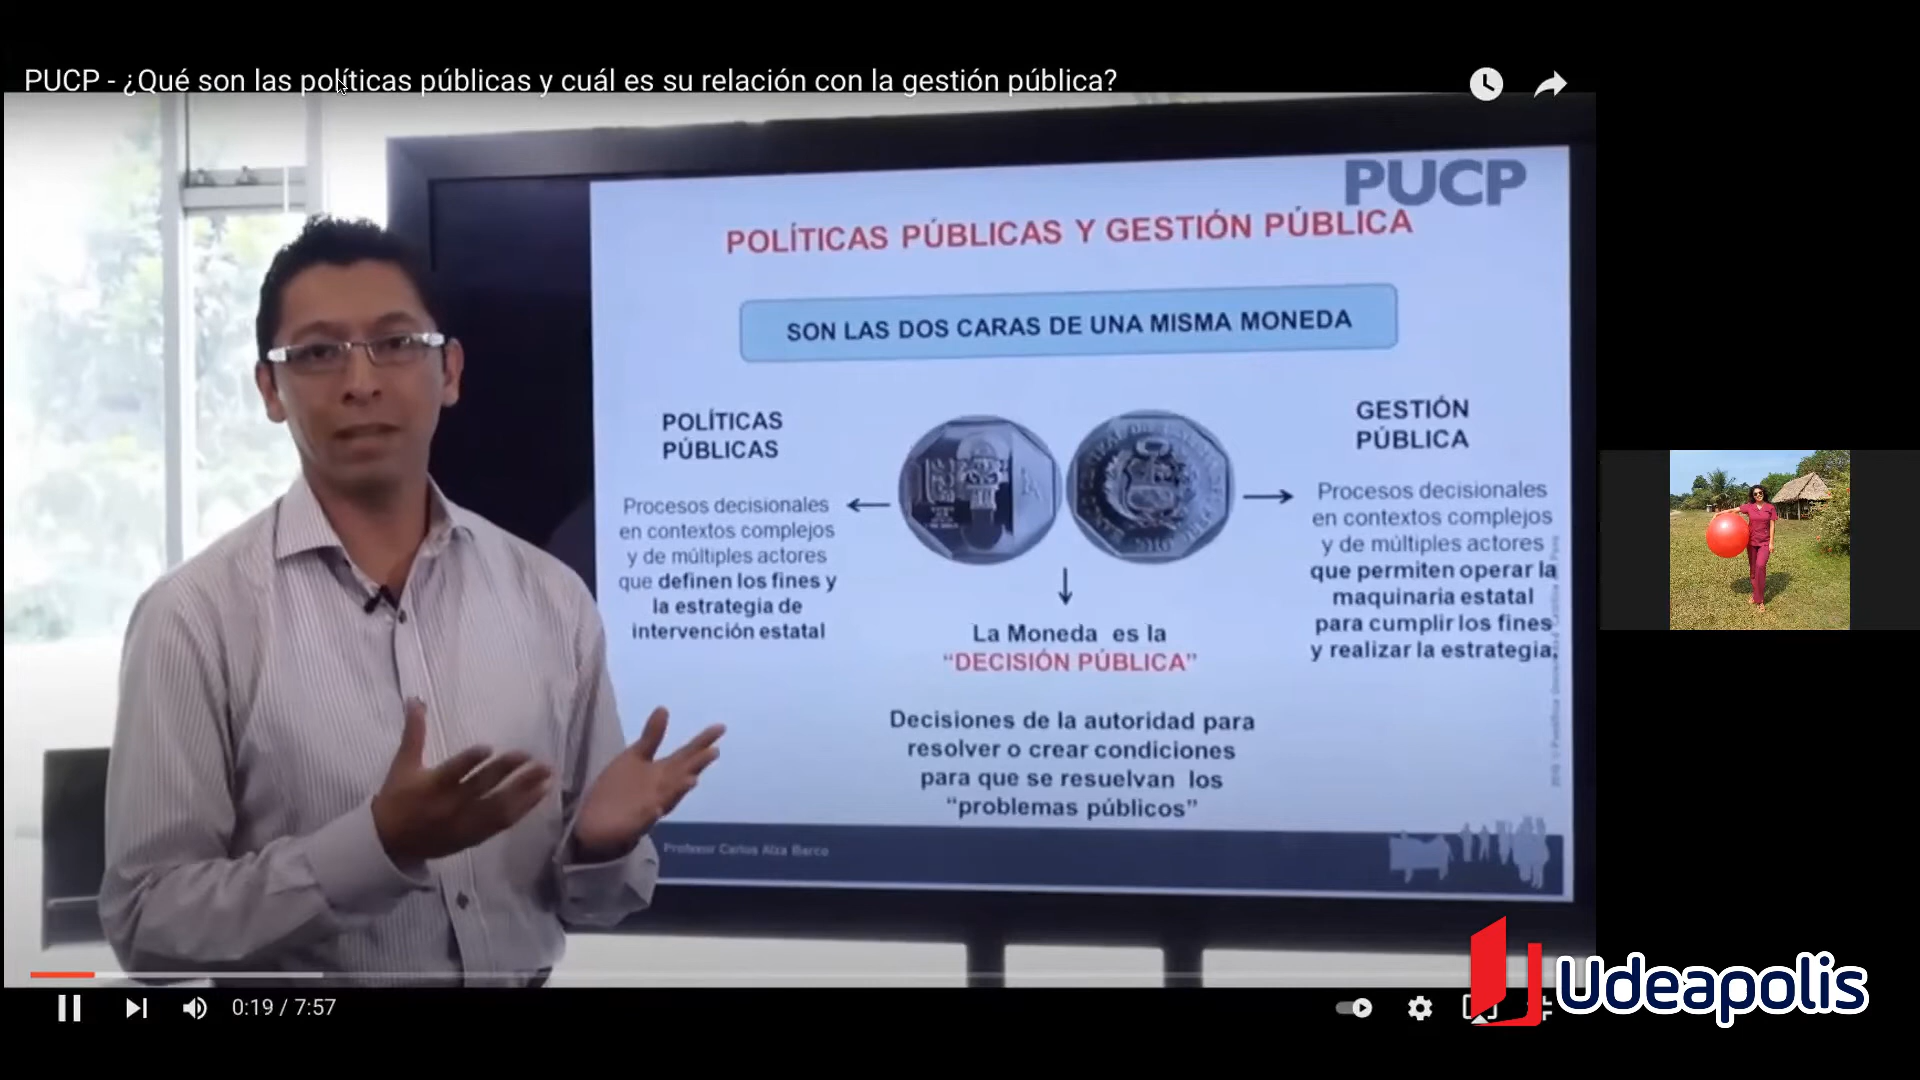 PUCP - ¿Qué son las políticas públicas y cuál es su relación con la gestión pública?
PUCP
POLÍTICAS PÚBLICAS Y GESTIÓN PÚBLICA
SON LAS DOS CARAS DE UNA MISMA MONEDA
POLÍTICAS
PÚBLICAS
Procesos decisionales
en contextos complejos
y de múltiples actores
que definen los fines y
la estrategia de
intervención estatal
GESTIÓN
PÚBLICA
Procesos decisionales
en contextos complejos
y de múltiples actores
que permiten operar la
maquinaria estatal
para cumplir los fines
y realizar la estrategia.
La Moneda es la
“DECISIÓN PÚBLICA”
Decisiones de la autoridad para
resolver o crear condiciones
para que se resuelvan los
“problemas públicos”
Profesor Carlos Alza Barco
0:19 / 7:57
Udeapolis